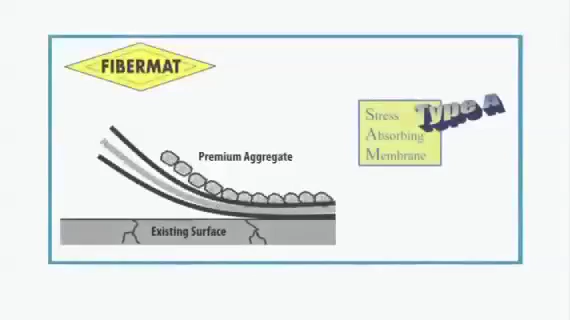 FIBERMAT
Type A
Stress
Absorbing
Membrane
Premium Aggregate
Existing Surface